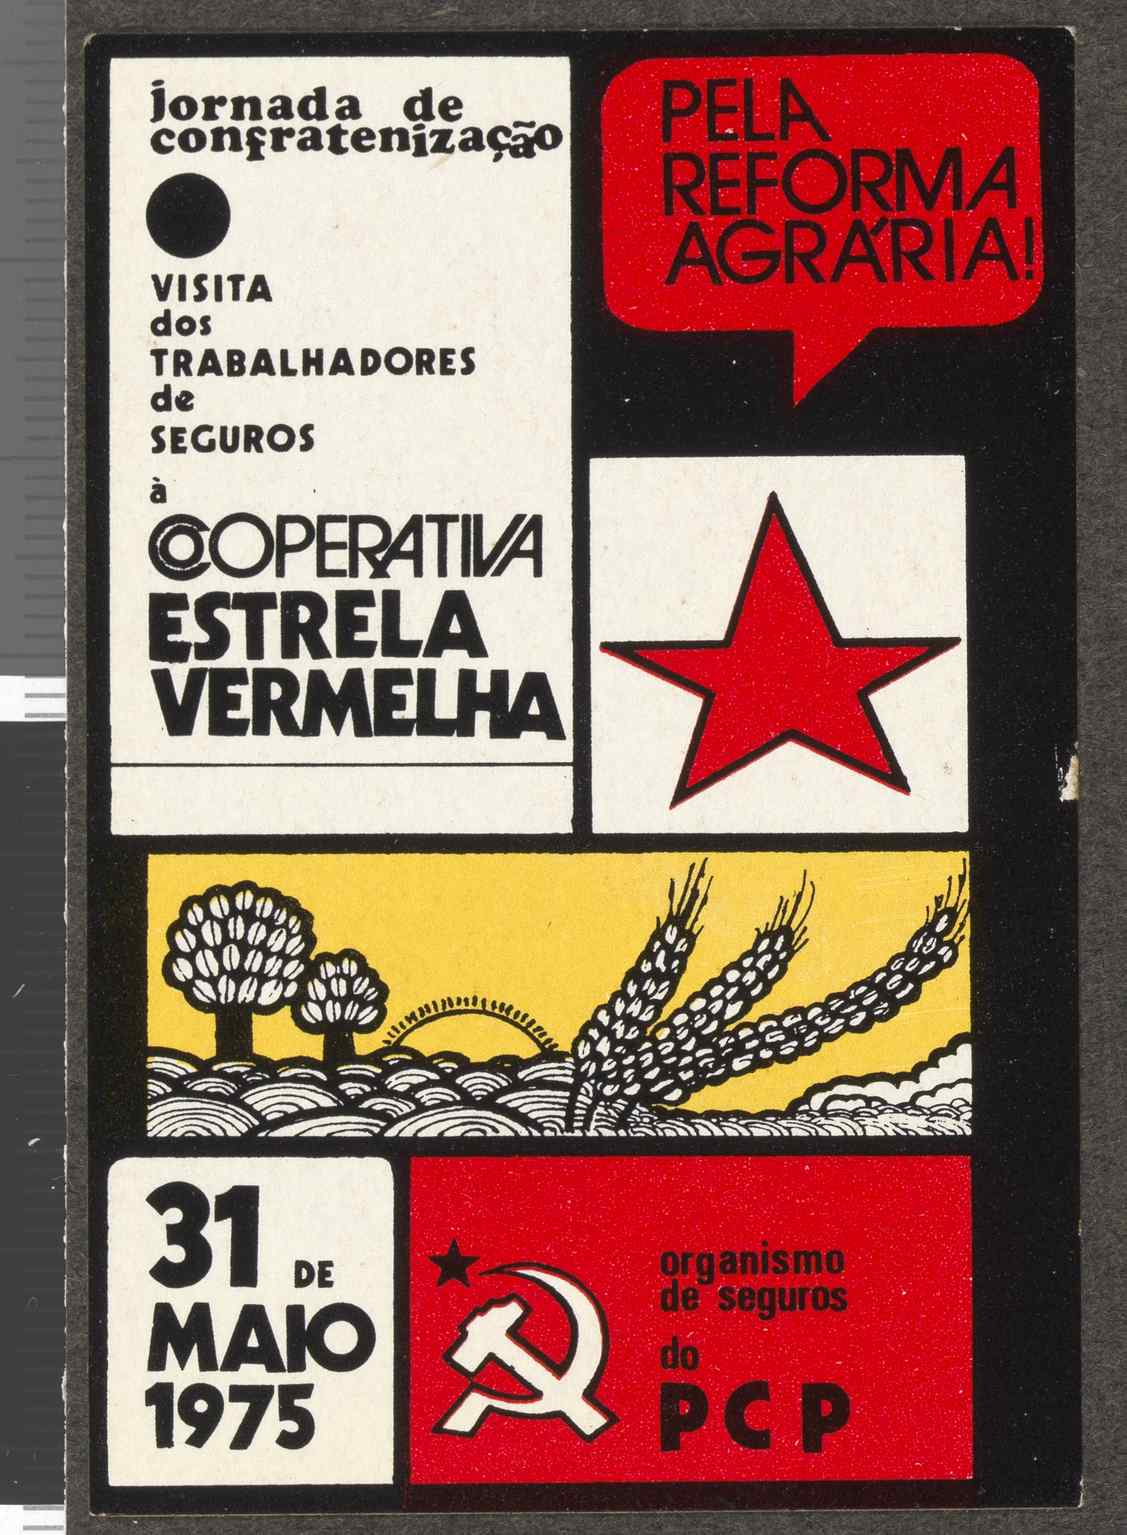 jornada de
confratenização
VISITA
dos
TRABALHADORES
de
SEGUROS
à
COOPERATIVA
ESTRELA
VERMELHA
PELA
REFORMA
AGRÁRIA!
31 DE
MAIO
1975
organismo
de seguros
do
PCP